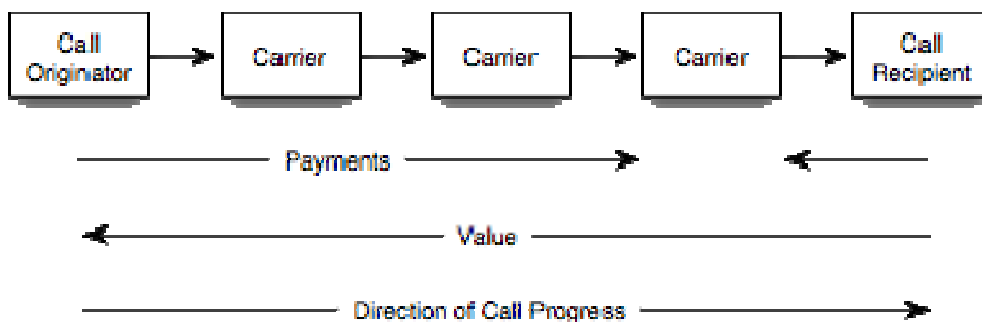 Call
Originator
Carrier
Carrier
Carrier
Call
Recipient
Payments
Value
Direction of Call Progress